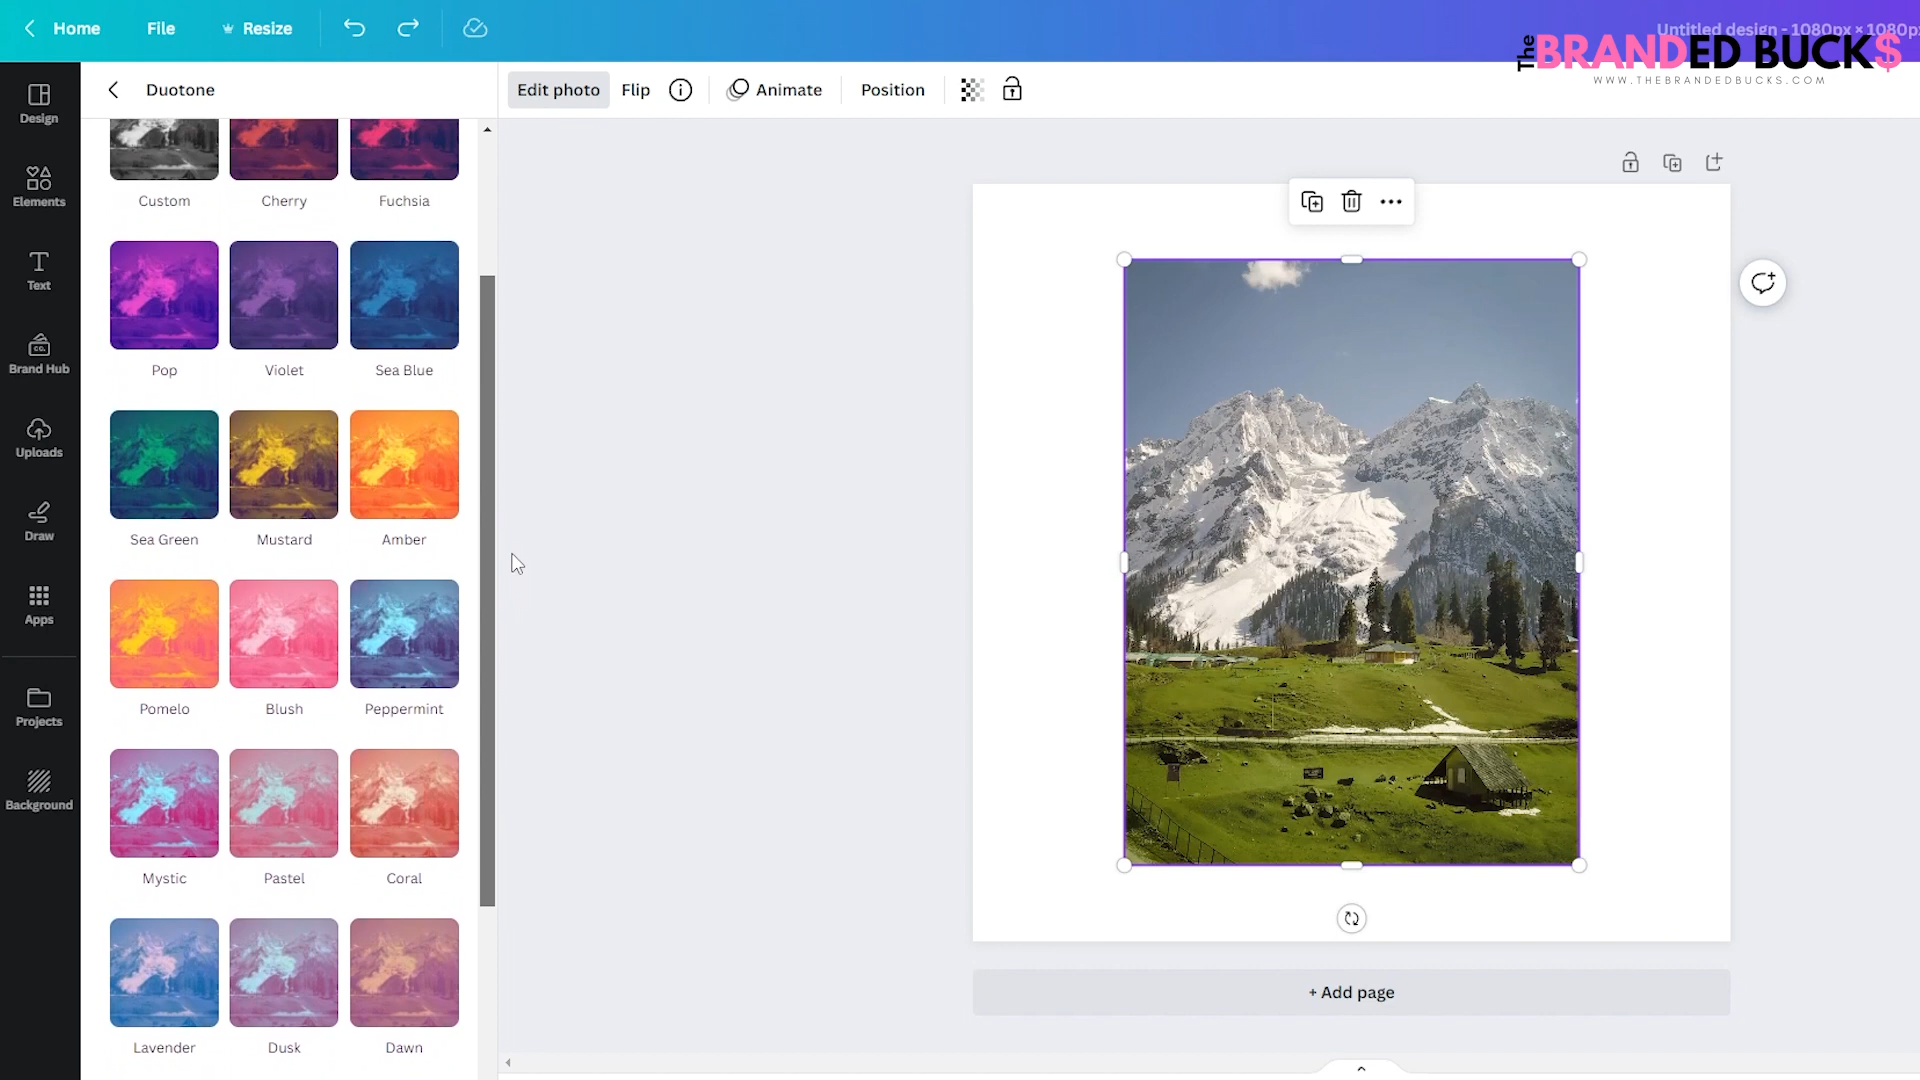 Home File Resize Untitled design - 1080px × 1080px
The BRANDED BUCK$
WWW.THEBRANDEDBUCKS.COM
Duotone
Edit photo Flip Animate Position
Design
Elements
Text
Brand Hub
Uploads
Draw
Apps
Projects
Background
Custom Cherry Fuchsia
Pop Violet Sea Blue
Sea Green Mustard Amber
Pomelo Blush Peppermint
Mystic Pastel Coral
Lavender Dusk Dawn
+ Add page